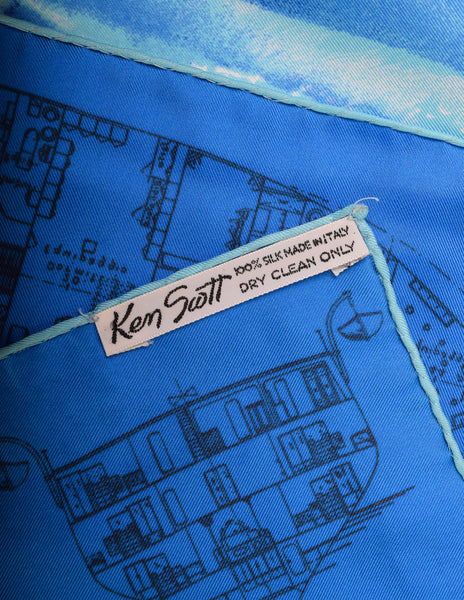 Ken Scott
100% SILK MADE IN ITALY
DRY CLEAN ONLY